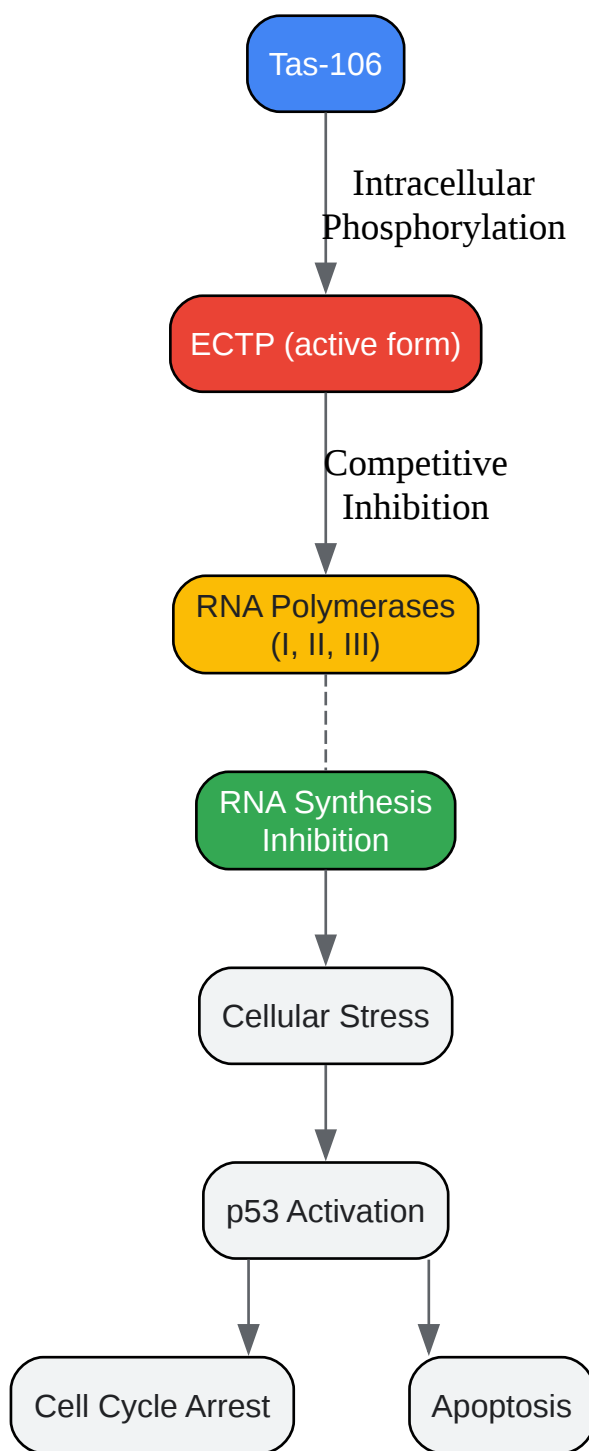 Tas-106
Intracellular
Phosphorylation
ECTP (active form)
Competitive
Inhibition
RNA Polymerases
(I, II, III)
RNA Synthesis
Inhibition
Cellular Stress
p53 Activation
Cell Cycle Arrest
Apoptosis